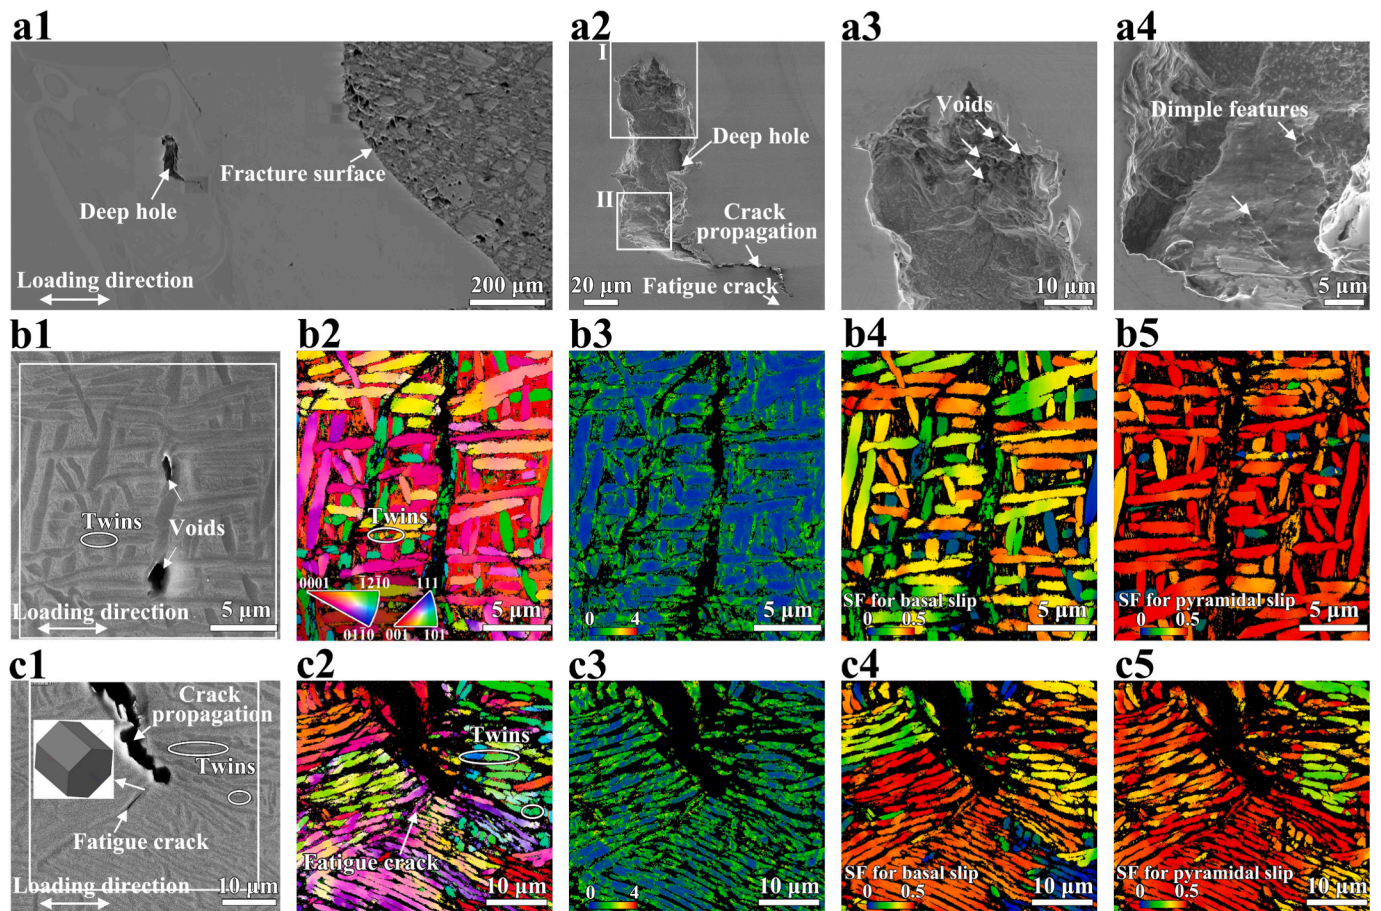 a1
Deep hole
Fracture surface
Loading direction
200 μm
a2
I
Deep hole
II
Crack
propagation
20 μm
Fatigue crack
a3
Voids
10 μm
a4
Dimple features
5 μm
b1
Twins
Voids
Loading direction
5 μm
b2
Twins
0001
1̄21̄0
111
011̄0
001
101
5 μm
b3
0
4
5 μm
b4
SF for basal slip
0
0.5
5 μm
b5
SF for pyramidal slip
0
0.5
5 μm
c1
Crack
propagation
Twins
Fatigue crack
Loading direction
10 μm
c2
Twins
Fatigue crack
10 μm
c3
0
4
10 μm
c4
SF for basal slip
0
0.5
10 μm
c5
SF for pyramidal slip
0
0.5
10 μm